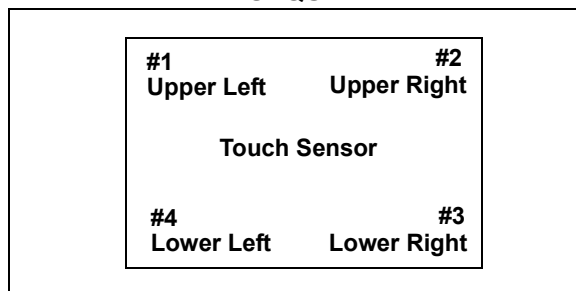 #1 #2
Upper Left Upper Right
Touch Sensor
#4 #3
Lower Left Lower Right